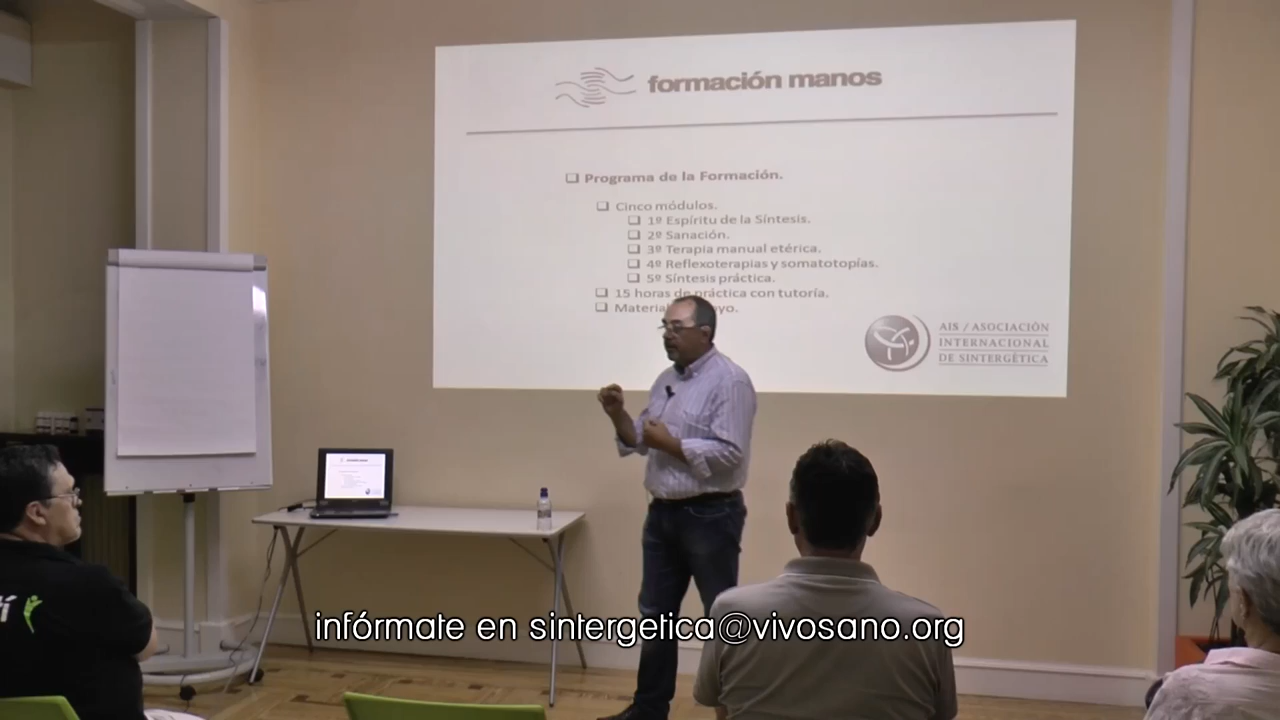 formación manos
Programa de la Formación.
Cinco módulos.
1º Espíritu de la Síntesis.
2º Sanación.
3º Terapia manual etérica.
4º Reflexoterapias y somatotopías.
5º Síntesis práctica.
15 horas de práctica con tutoría.
Material
AIS / ASOCIACIÓN
INTERNACIONAL
DE SINTERGÉTICA
infórmate en sintergetica@vivosano.org